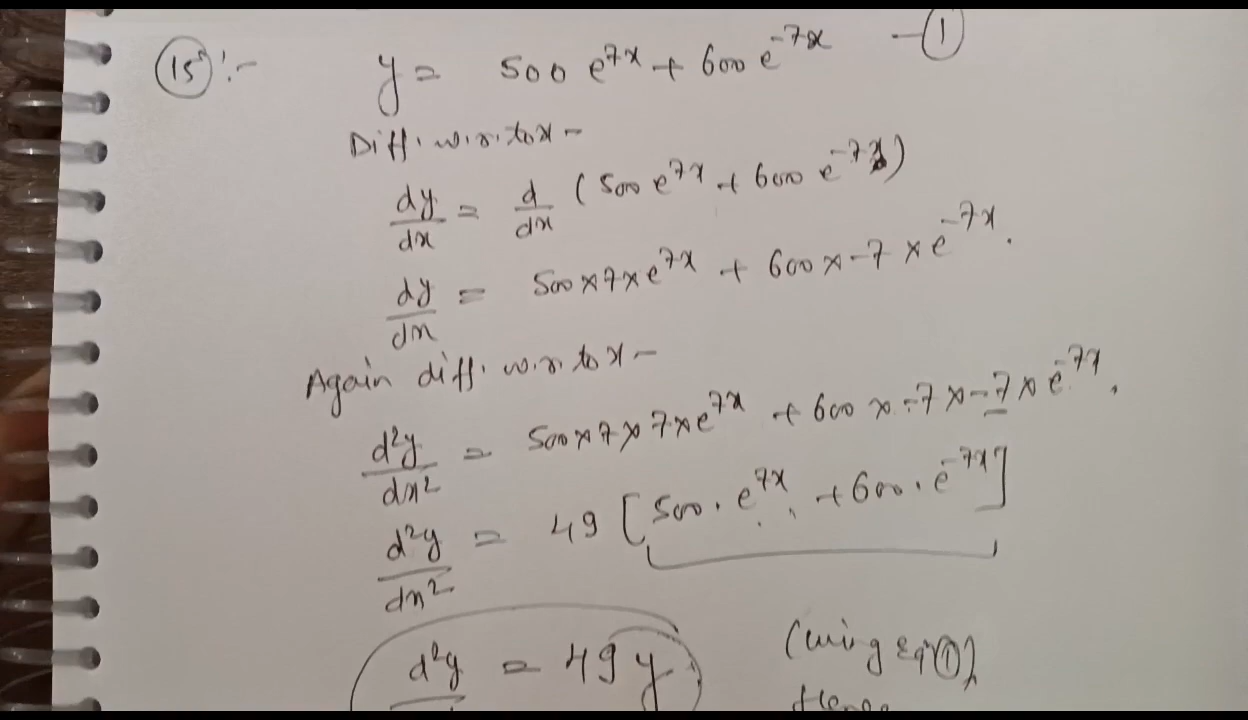 15 :- y = 500 e^7x + 600 e^-7x —①
Diff. w.r. to x -
dy/dx = d/dx (500 e^7x + 600 e^-7x)
dy/dx = 500 × 7 × e^7x + 600 × -7 × e^-7x.
Again diff. w.r. to x -
d²y/dx² = 500 × 7 × 7 × e^7x + 600 × -7 × -7 × e^-7x.
d²y/dx² = 49 [500 . e^7x + 600 . e^-7x]
d²y = 49 y (using eq ①)
Hence